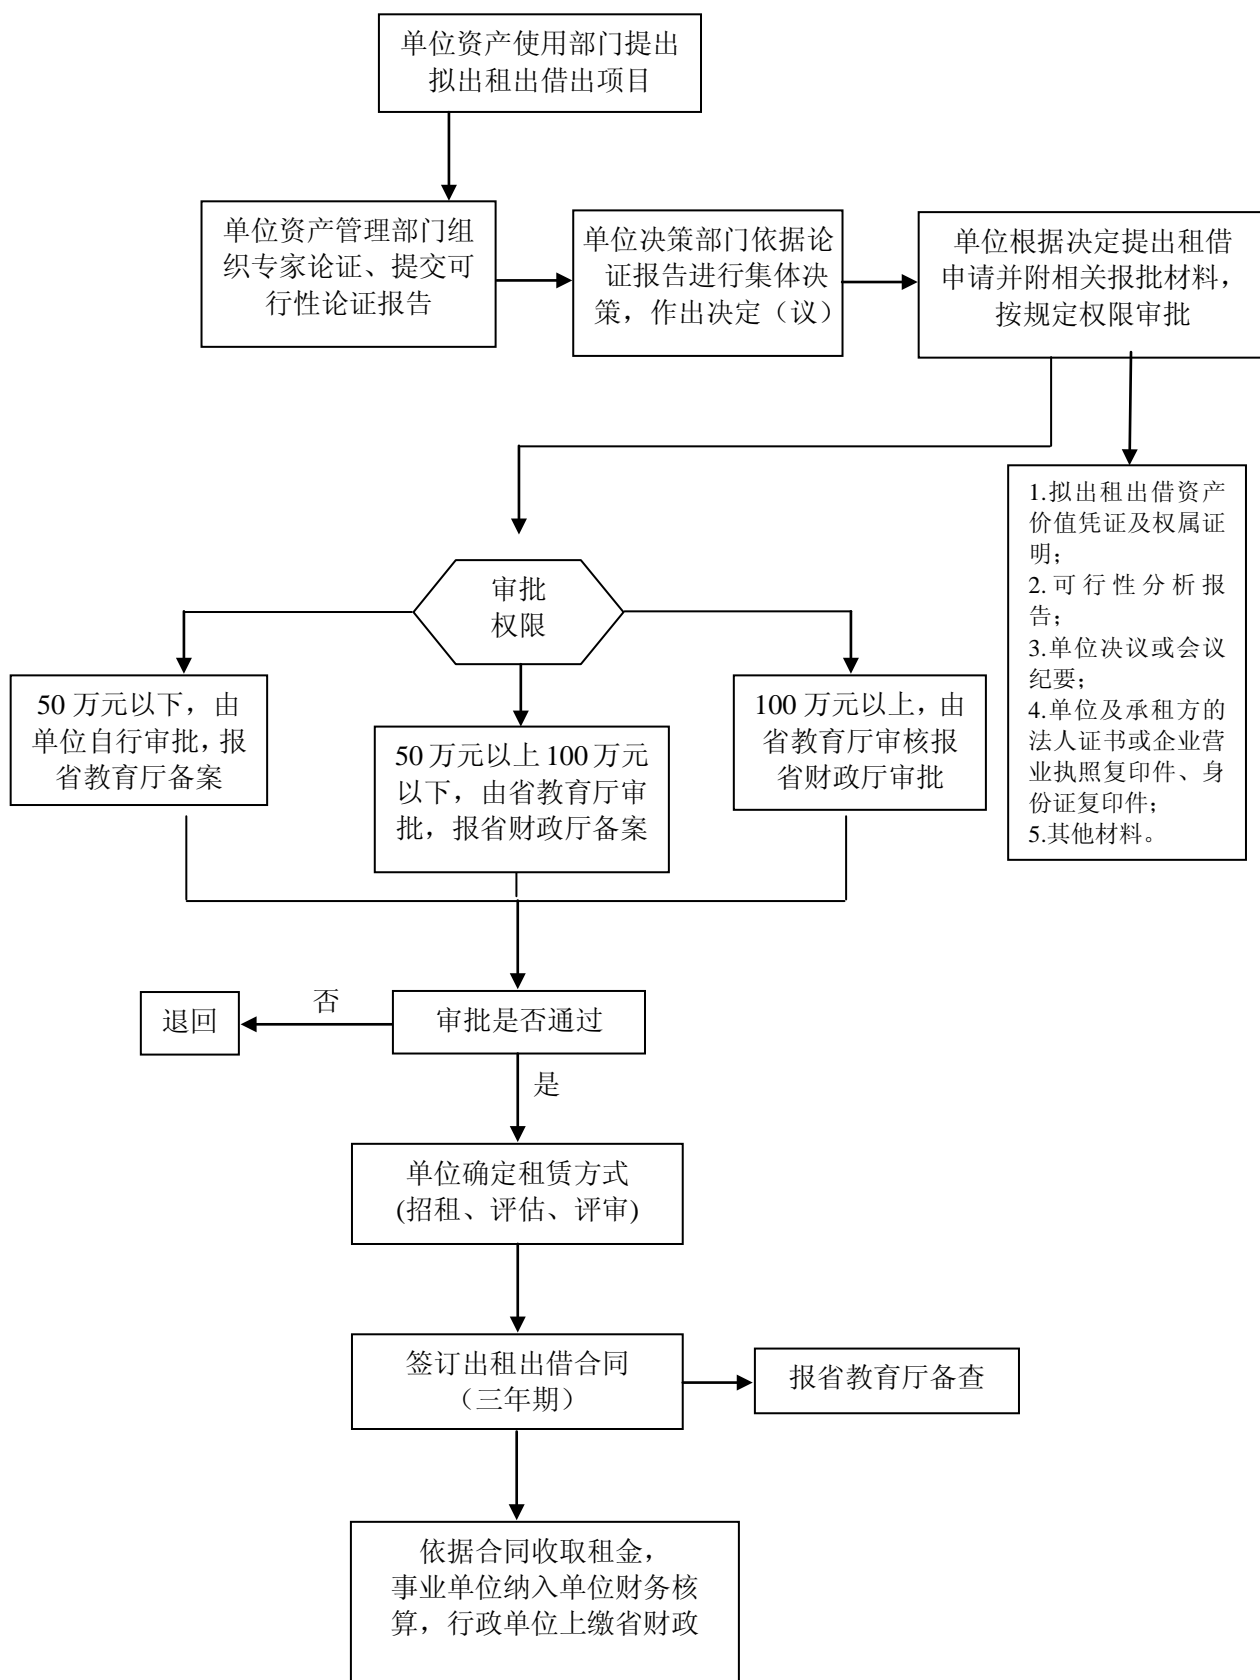 单位资产使用部门提出
拟出租出借出项目
单位资产管理部门组
织专家论证、提交可
行性论证报告
单位决策部门依据论
证报告进行集体决
策，作出决定（议）
单位根据决定提出租借
申请并附相关报批材料，
按规定权限审批
1.拟出租出借资产
价值凭证及权属证
明；
2.可行性分析报
告；
3.单位决议或会议
纪要；
4.单位及承租方的
法人证书或企业营
业执照复印件、身
份证复印件；
5.其他材料。
审批
权限
50 万元以下，由
单位自行审批，报
省教育厅备案
50 万元以上 100 万元
以下，由省教育厅审
批，报省财政厅备案
100 万元以上，由
省教育厅审核报
省财政厅审批
审批是否通过
否
退回
是
单位确定租赁方式
(招租、评估、评审)
签订出租出借合同
（三年期）
报省教育厅备查
依据合同收取租金，
事业单位纳入单位财务核
算，行政单位上缴省财政